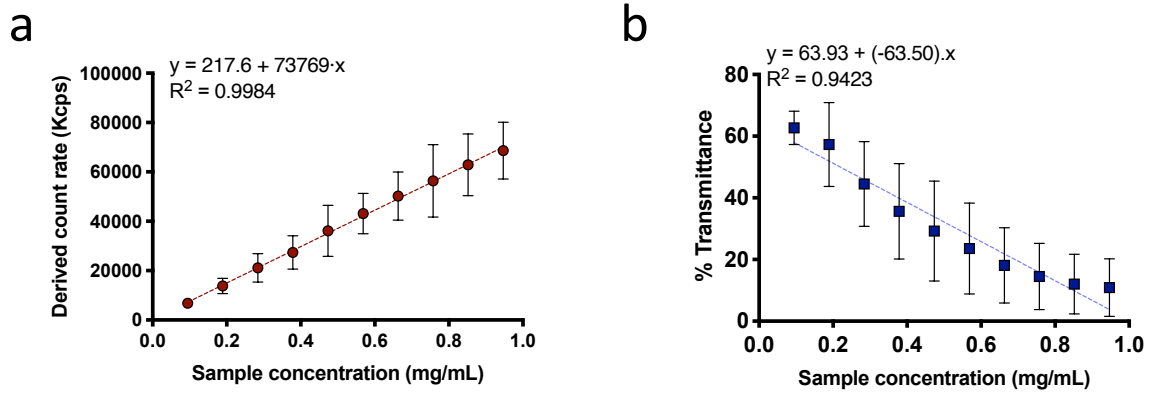 a
y = 217.6 + 73769·x
R² = 0.9984
Derived count rate (Kcps)
100000
80000
60000
40000
20000
0
0.0 0.2 0.4 0.6 0.8 1.0
Sample concentration (mg/mL)
b
y = 63.93 + (-63.50).x
R² = 0.9423
% Transmittance
80
60
40
20
0
0.0 0.2 0.4 0.6 0.8 1.0
Sample concentration (mg/mL)